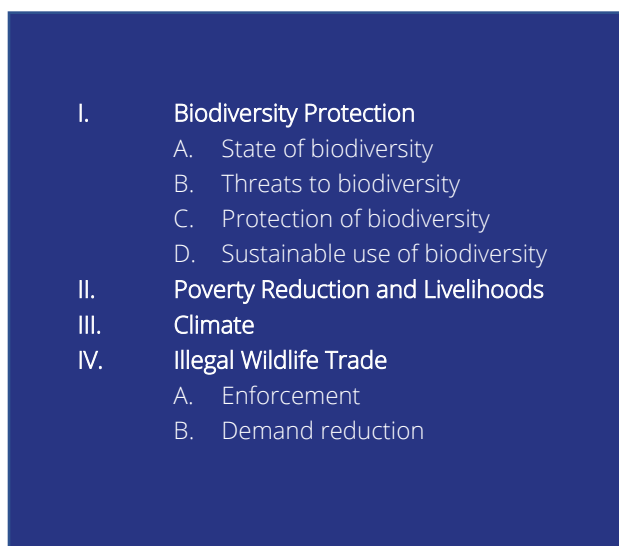 I. Biodiversity Protection
A. State of biodiversity
B. Threats to biodiversity
C. Protection of biodiversity
D. Sustainable use of biodiversity
II. Poverty Reduction and Livelihoods
III. Climate
IV. Illegal Wildlife Trade
A. Enforcement
B. Demand reduction